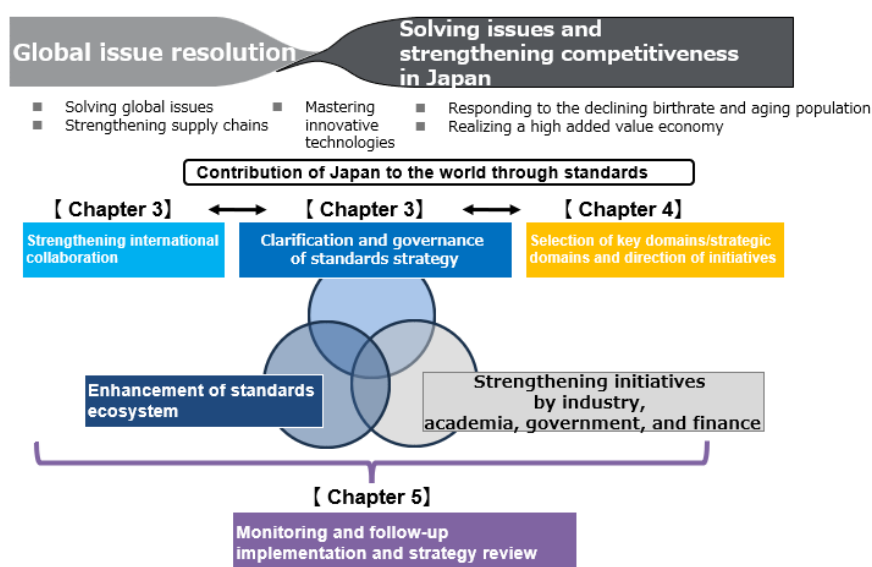 Global issue resolution
Solving issues and
strengthening competitiveness
in Japan
■ Solving global issues
■ Strengthening supply chains
■ Mastering
innovative
technologies
■ Responding to the declining birthrate and aging population
■ Realizing a high added value economy
Contribution of Japan to the world through standards
【 Chapter 3】
【 Chapter 3】
【 Chapter 4】
Strengthening international
collaboration
Clarification and governance
of standards strategy
Selection of key domains/strategic
domains and direction of initiatives
Enhancement of standards
ecosystem
Strengthening initiatives
by industry,
academia, government, and finance
【 Chapter 5】
Monitoring and follow-up
implementation and strategy review